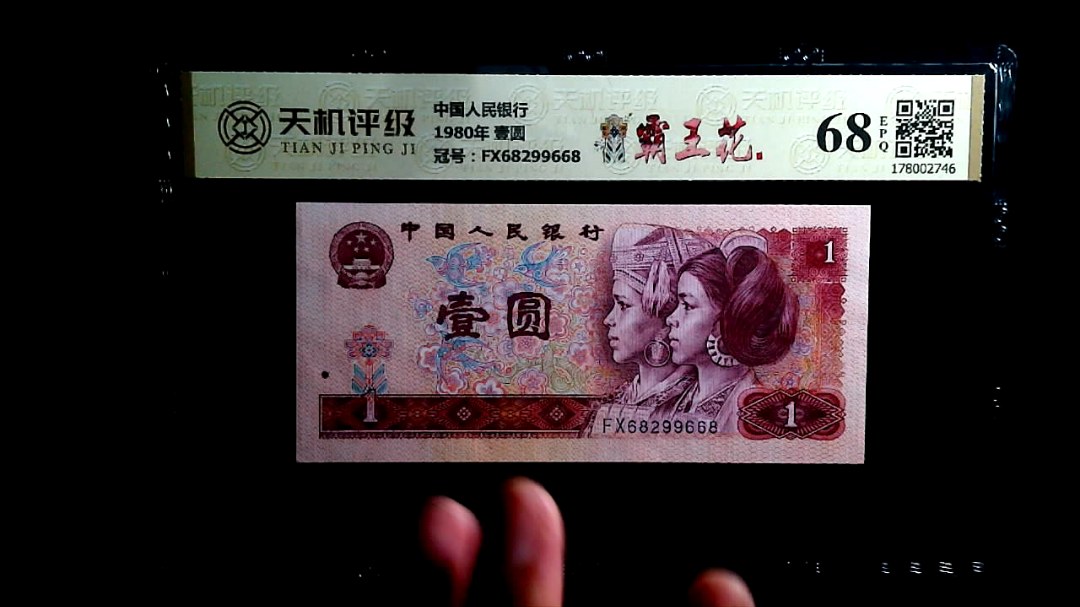 天机评级
TIAN JI PING JI
中国人民银行
1980年 壹圆
冠号：FX68299668
霸王花
68
EPQ
178002746
中国人民银行
1
壹圆
1
FX68299668
1